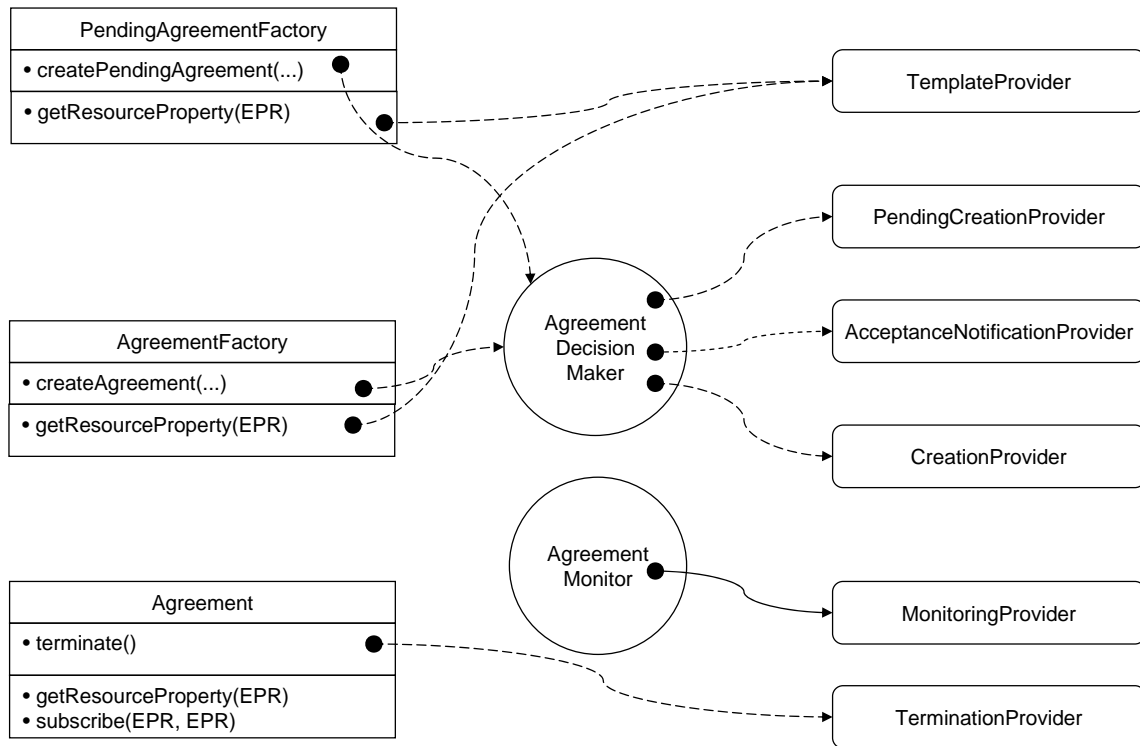 PendingAgreementFactory
• createPendingAgreement(...)
• getResourceProperty(EPR)
TemplateProvider
PendingCreationProvider
AgreementFactory
• createAgreement(...)
• getResourceProperty(EPR)
Agreement
Decision
Maker
AcceptanceNotificationProvider
CreationProvider
Agreement
Monitor
Agreement
• terminate()
• getResourceProperty(EPR)
• subscribe(EPR, EPR)
MonitoringProvider
TerminationProvider